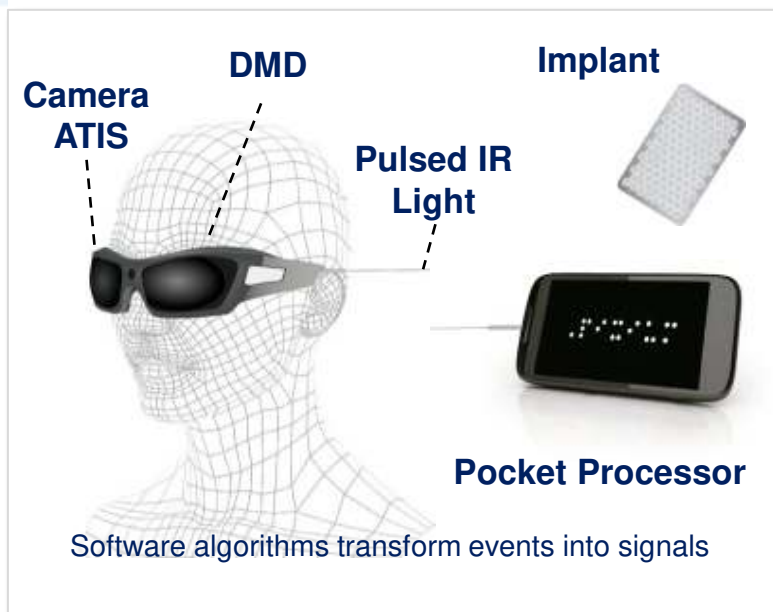 DMD
Implant
Camera
ATIS
Pulsed IR
Light
Pocket Processor
Software algorithms transform events into signals